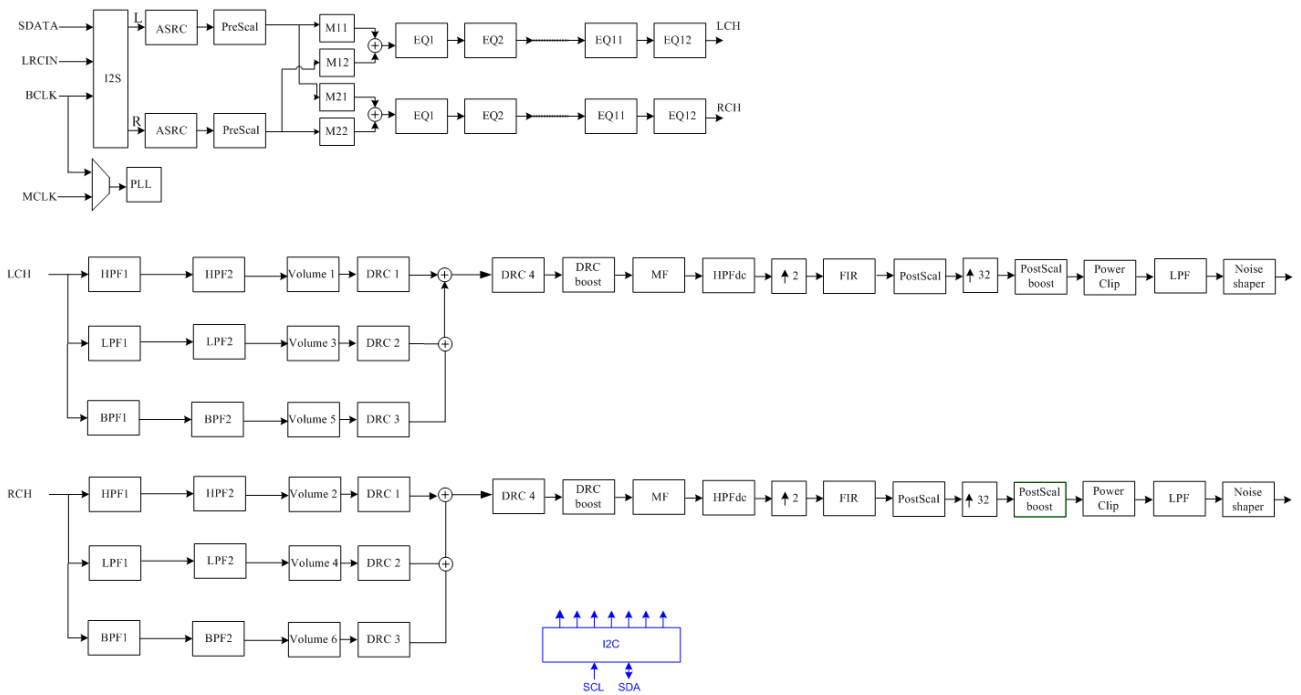 SDATA
LRCIN
BCLK
MCLK
I2S
L
R
ASRC
PreScal
ASRC
PreScal
M11
M12
M21
M22
+
+
EQ1
EQ2
EQ11
EQ12
LCH
EQ1
EQ2
EQ11
EQ12
RCH
PLL
LCH
HPF1
HPF2
Volume 1
DRC 1
+
DRC 4
DRC
boost
MF
HPFdc
2
FIR
PostScal
32
PostScal
boost
Power
Clip
LPF
Noise
shaper
LPF1
LPF2
Volume 3
DRC 2
+
BPF1
BPF2
Volume 5
DRC 3
RCH
HPF1
HPF2
Volume 2
DRC 1
+
DRC 4
DRC
boost
MF
HPFdc
2
FIR
PostScal
32
PostScal
boost
Power
Clip
LPF
Noise
shaper
LPF1
LPF2
Volume 4
DRC 2
+
BPF1
BPF2
Volume 6
DRC 3
I2C
SCL
SDA